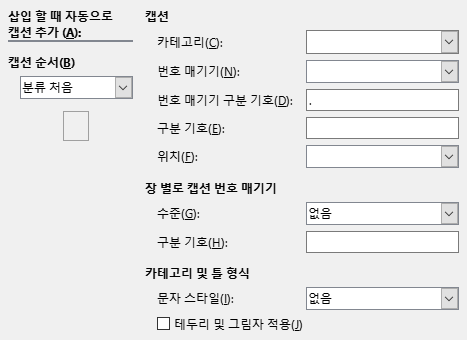 삽입 할 때 자동으로
캡션 추가 (A):
캡션 순서(B)
분류 처음
캡션
카테고리(C):
번호 매기기(N):
번호 매기기 구분 기호(D): .
구분 기호(E):
위치(F):
장 별로 캡션 번호 매기기
수준(G): 없음
구분 기호(H):
카테고리 및 틀 형식
문자 스타일(I): 없음
테두리 및 그림자 적용(J)